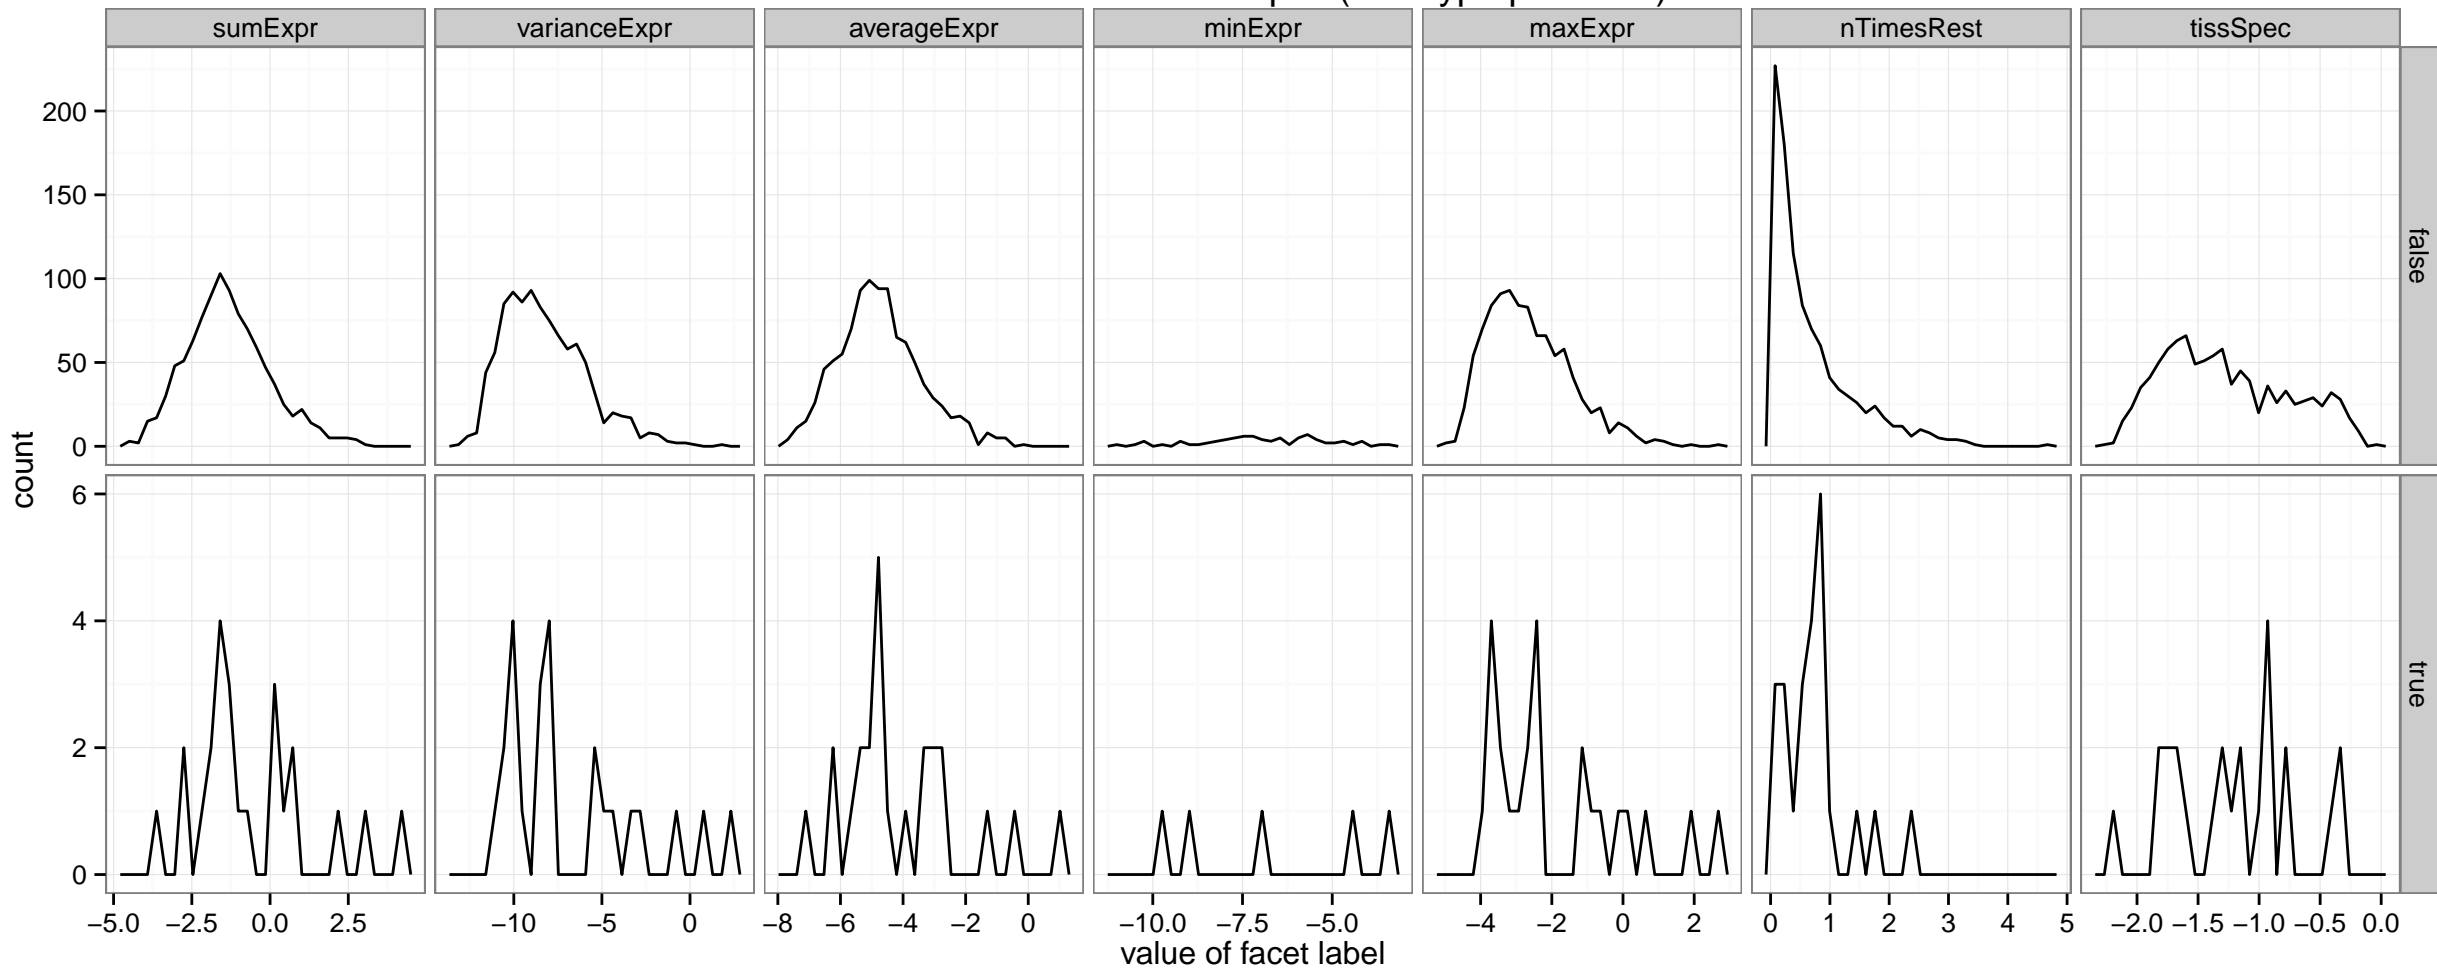 sumExpr varianceExpr averageExpr minExpr maxExpr nTimesRest tissSpec
200
150
100
50
0
false
count
6
4
2
0
true
−5.0 −2.5 0.0 2.5 −10 −5 0 −8 −6 −4 −2 0 −10.0 −7.5 −5.0 −4 −2 0 2 0 1 2 3 4 5 −2.0 −1.5 −1.0 −0.5 0.0
value of facet label